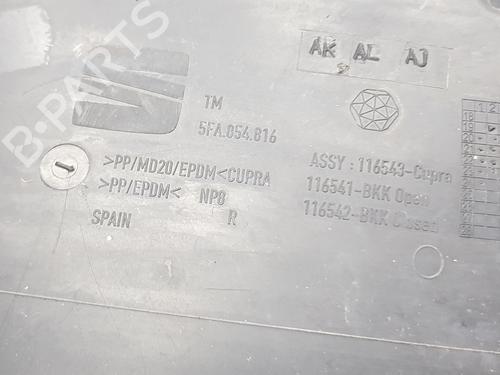 B-PARTS
AK AL AJ
TM
5FA.854.816
>PP/MD20/EPDM<CUPRA
>PP/EPDM< NP8
SPAIN R
ASSY : 116543-Cupra
116541-BKK Open
116542-BKK Closed